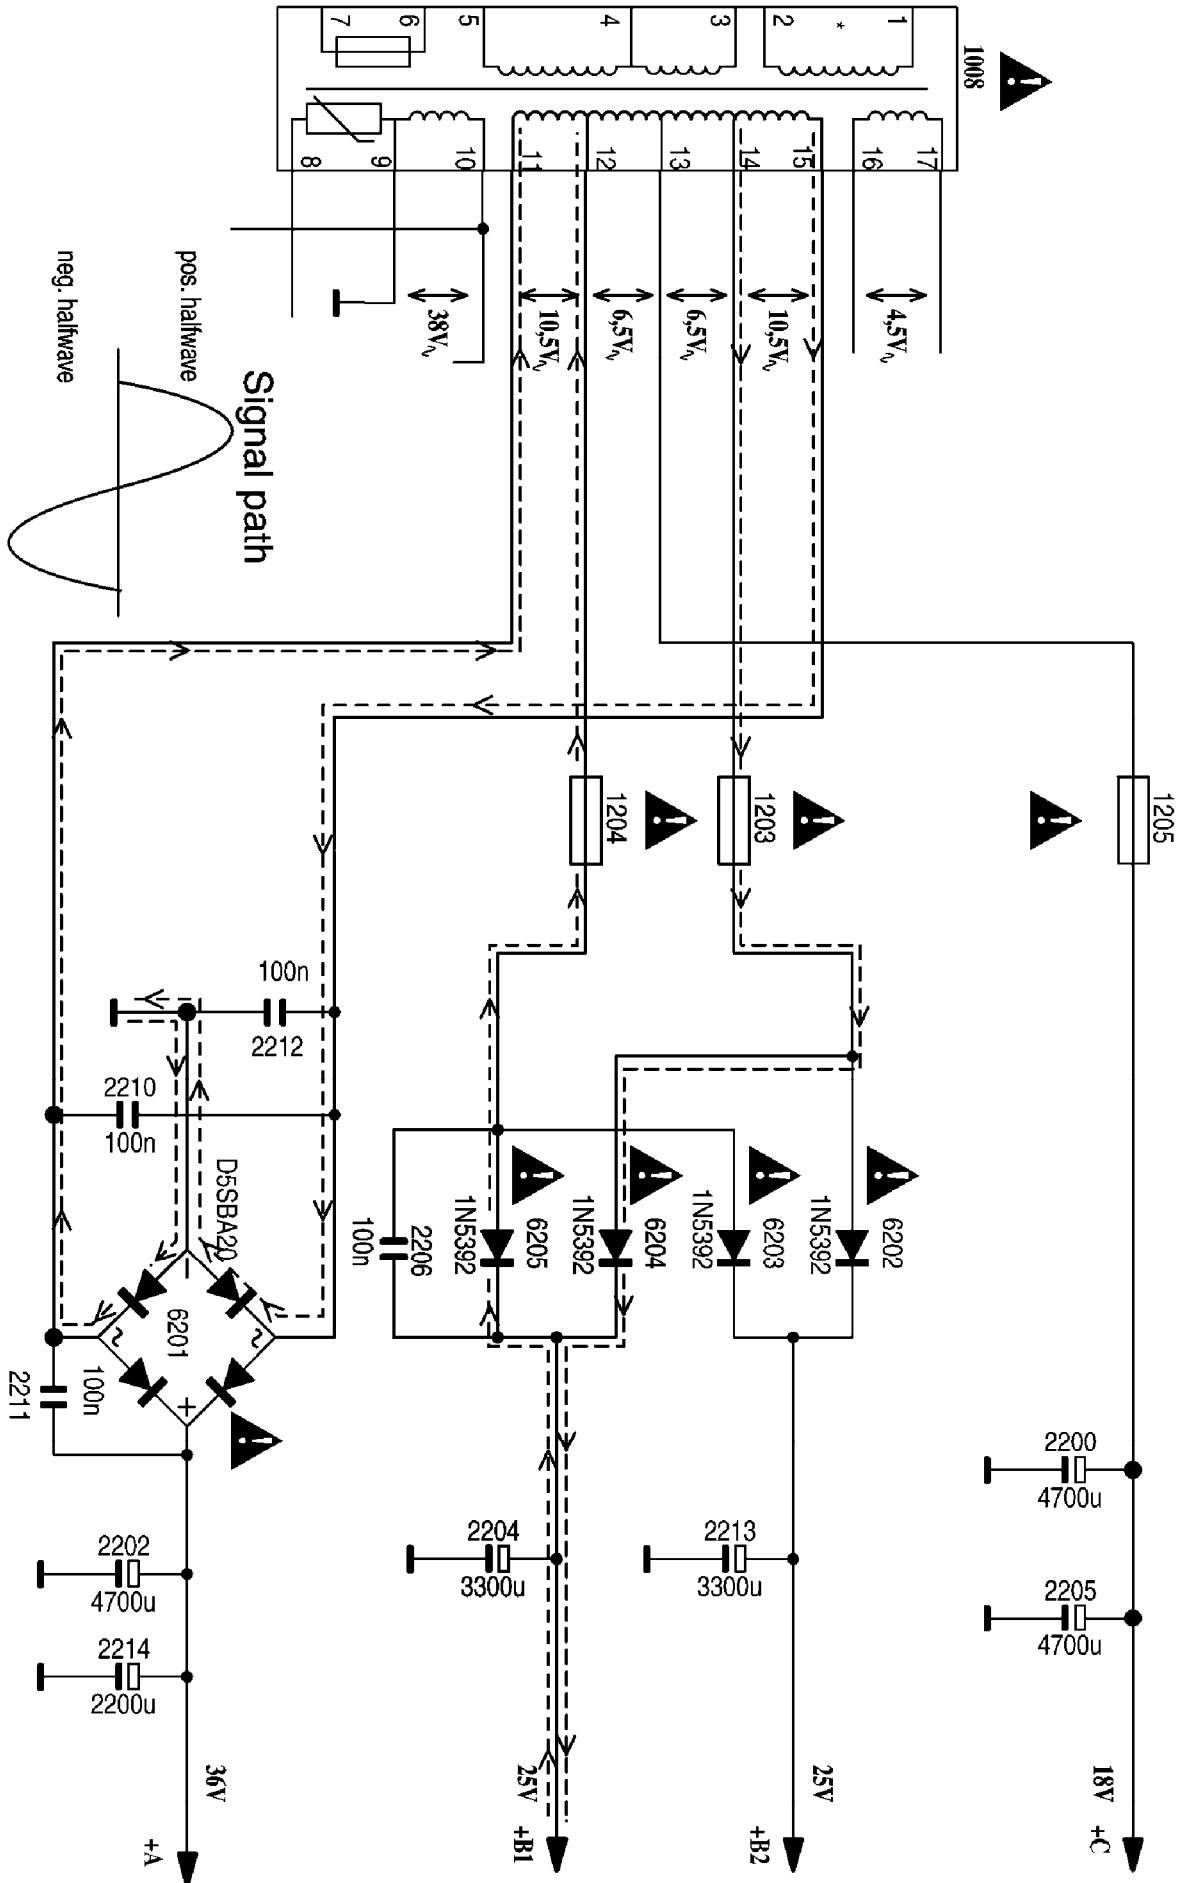 1008
1
*
2
3
4
5
6
7
17
16
15
14
13
12
11
10
9
8
4,5V~
10,5V~
6,5V~
6,5V~
10,5V~
38V~
pos. halfwave
neg. halfwave
Signal path
1205
1203
1204
100n
2212
2210
100n
D5SBA20
6201
~
~
-
+
100n
2211
6202
1N5392
6203
1N5392
6204
1N5392
6205
1N5392
2206
100n
2200
4700u
2205
4700u
2213
3300u
2204
3300u
2202
4700u
2214
2200u
18V
+C
25V
+B2
25V
+B1
36V
+A